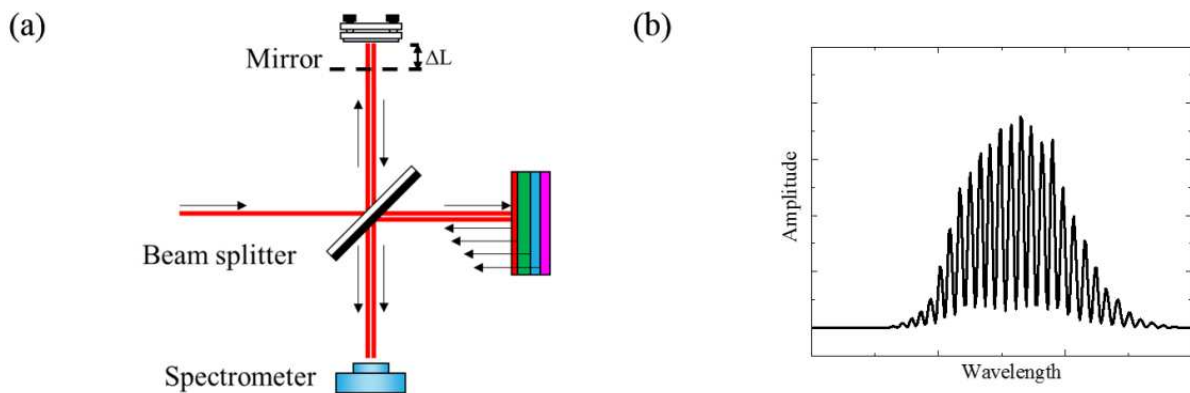 (a)
Mirror
ΔL
Beam splitter
Spectrometer
(b)
Amplitude
Wavelength